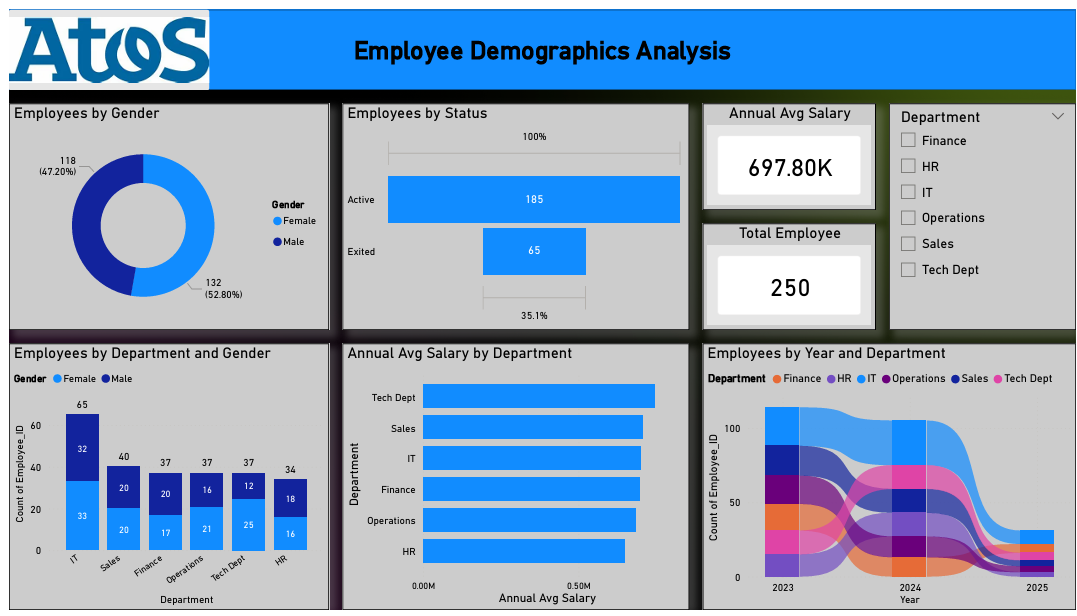 Atos
Employee Demographics Analysis
Employees by Gender
118
(47.20%)
132
(52.80%)
Gender
Female
Male
Employees by Status
100%
Active
185
Exited
65
35.1%
Annual Avg Salary
697.80K
Total Employee
250
Department
Finance
HR
IT
Operations
Sales
Tech Dept
Employees by Department and Gender
Gender Female Male
Count of Employee_ID
60
40
20
0
65
32
33
40
20
20
37
20
17
37
16
21
37
12
25
34
18
16
IT
Sales
Finance
Operations
Tech Dept
HR
Department
Annual Avg Salary by Department
Department
Tech Dept
Sales
IT
Finance
Operations
HR
0.00M 0.50M
Annual Avg Salary
Employees by Year and Department
Department Finance HR IT Operations Sales Tech Dept
Count of Employee_ID
100
50
0
2023 2024 2025
Year